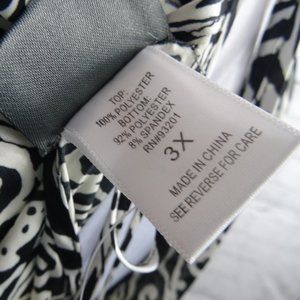 TOP:
100% POLYESTER
BOTTOM:
92% POLYESTER
8% SPANDEX
RN#93201
3X
MADE IN CHINA
SEE REVERSE FOR CARE